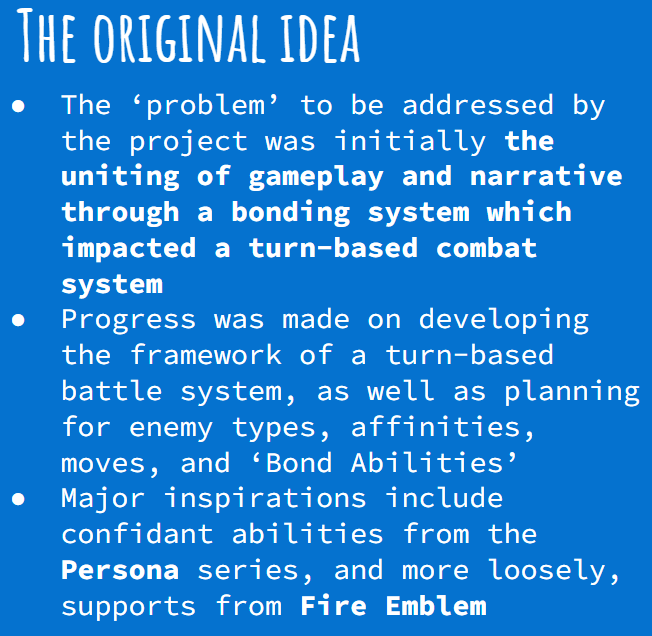 The original idea
● The ‘problem’ to be addressed by
the project was initially the
uniting of gameplay and narrative
through a bonding system which
impacted a turn-based combat
system
● Progress was made on developing
the framework of a turn-based
battle system, as well as planning
for enemy types, affinities,
moves, and ‘Bond Abilities’
● Major inspirations include
confidant abilities from the
Persona series, and more loosely,
supports from Fire Emblem